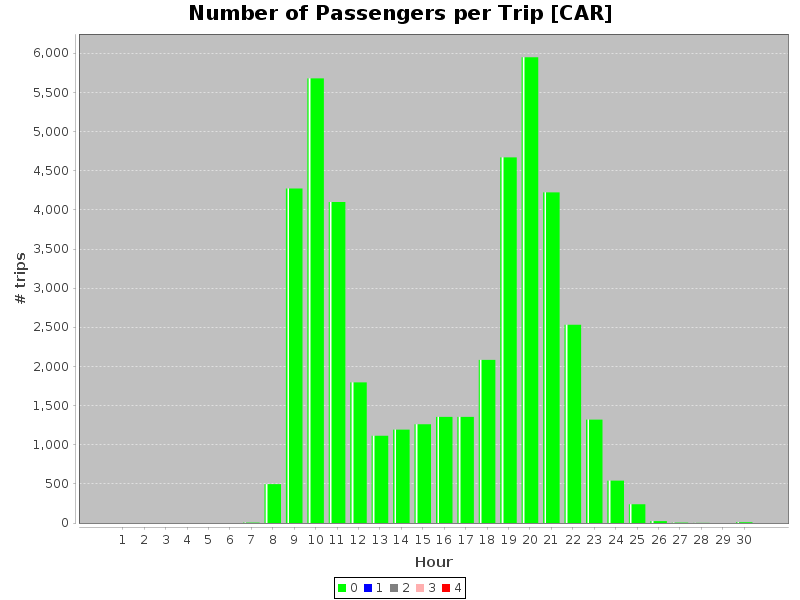 Number of Passengers per Trip [CAR]
# trips
6,000
5,500
5,000
4,500
4,000
3,500
3,000
2,500
2,000
1,500
1,000
500
0
1 2 3 4 5 6 7 8 9 10 11 12 13 14 15 16 17 18 19 20 21 22 23 24 25 26 27 28 29 30
Hour
0 1 2 3 4